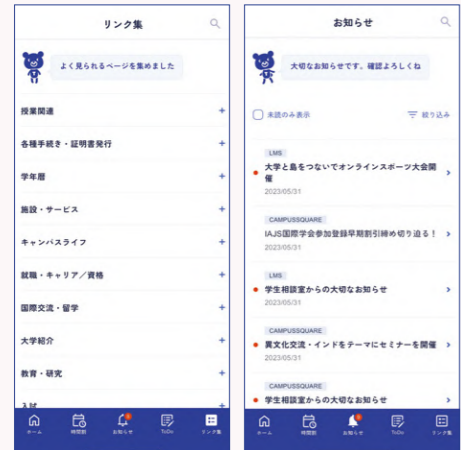 リンク集
よく見られるページを集めました
授業関連
各種手続き・証明書発行
学年暦
施設・サービス
キャンパスライフ
就職・キャリア／資格
国際交流・留学
大学紹介
教育・研究
入試
ホーム
時間割
お知らせ
ToDo
リンク集
お知らせ
大切なお知らせです。確認よろしくね
未読のみ表示
絞り込み
LMS
大学と島をつないでオンラインスポーツ大会開
催
2023/05/31
CAMPUSSQUARE
IAJS国際学会参加登録早期割引締め切り迫る！
2023/05/31
LMS
学生相談室からの大切なお知らせ
2023/05/31
CAMPUSSQUARE
異文化交流・インドをテーマにセミナーを開催
2023/05/31
CAMPUSSQUARE
学生相談室からの大切なお知らせ
ホーム
時間割
お知らせ
ToDo
リンク集